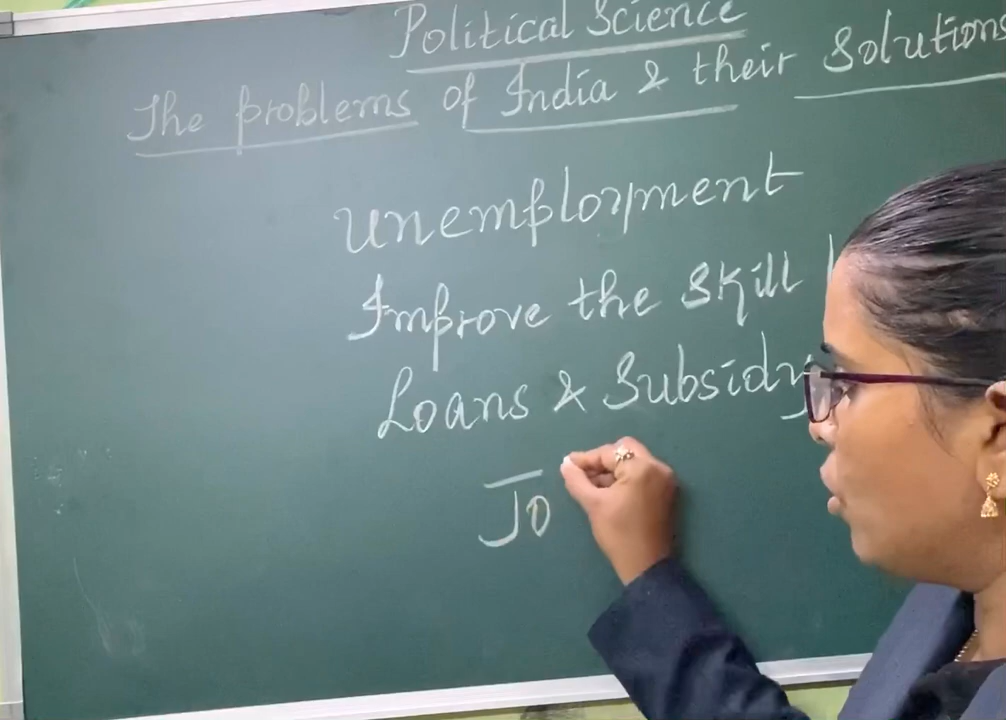 Political Science
The problems of India & their Solutions
Unemployment
Improve the Skill
Loans & Subsidy
Jo